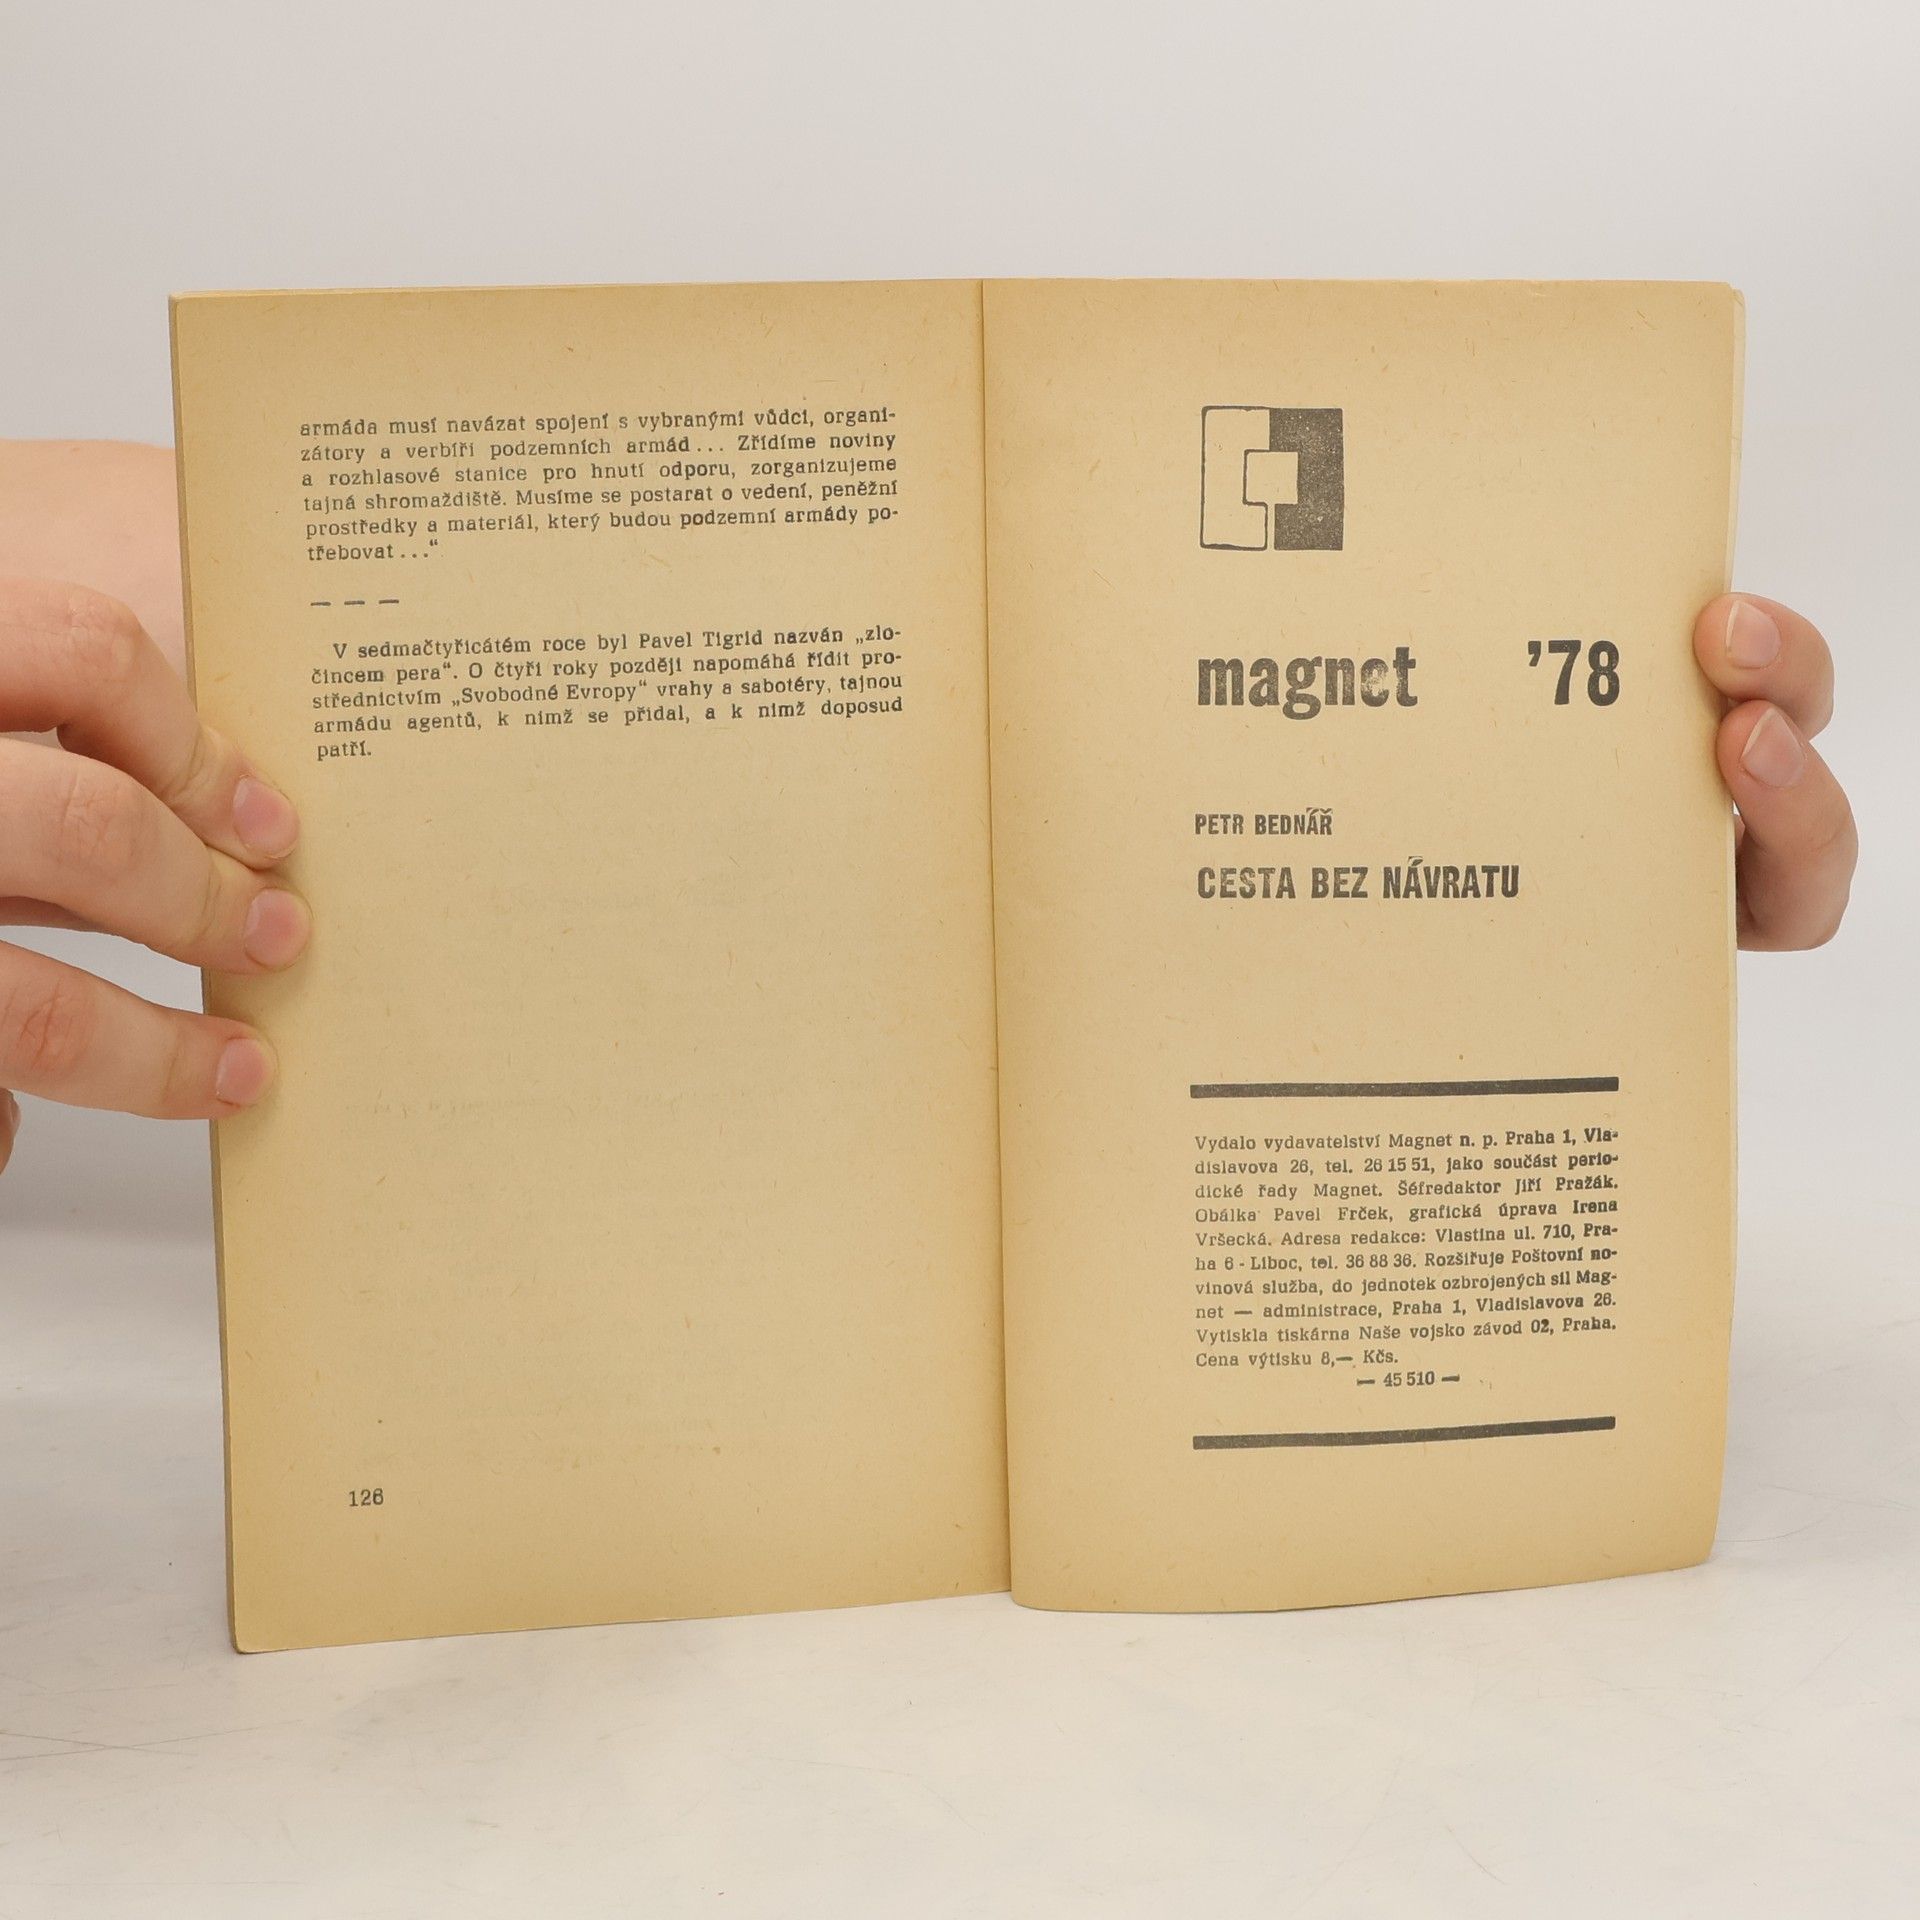 armáda musí navázat spojení s vybranými vůdci, organi-
zátory a verbíři podzemních armád... Zřídíme noviny
a rozhlasové stanice pro hnutí odporu, zorganizujeme
tajná shromaždiště. Musíme se postarat o vedení, peněžní
prostředky a materiál, který budou podzemní armády po-
třebovat..."
— — —
V sedmačtyřicátém roce byl Pavel Tigrid nazván „zlo-
čincem pera“. O čtyři roky později napomáhá řídit pro-
střednictvím „Svobodné Evropy“ vrahy a sabotéry, tajnou
armádu agentů, k nimž se přidal, a k nimž doposud
patří.
126
magnet ’78
PETR BEDNÁŘ
CESTA BEZ NÁVRATU
Vydalo vydavatelství Magnet n. p. Praha 1, Vla-
dislavova 26, tel. 26 15 51, jako součást perio-
dické řady Magnet. Šéfredaktor Jiří Pražák.
Obálka Pavel Frček, grafická úprava Irena
Vršecká. Adresa redakce: Vlastina ul. 710, Pra-
ha 6 - Liboc, tel. 36 88 36. Rozšiřuje Poštovní no-
vinová služba, do jednotek ozbrojených sil Mag-
net — administrace, Praha 1, Vladislavova 26.
Vytiskla tiskárna Naše vojsko závod 02, Praha.
Cena výtisku 8,— Kčs.
— 45 510 —